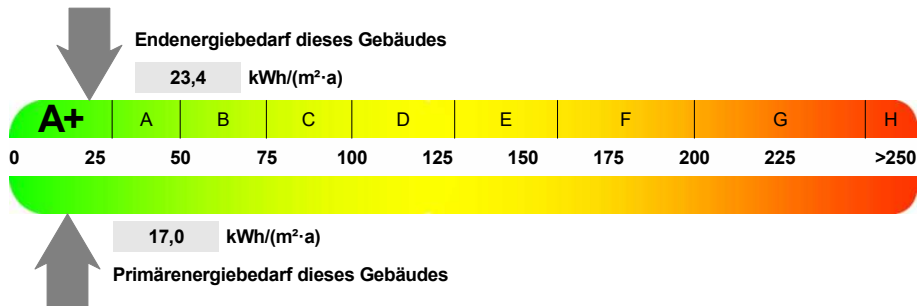 Endenergiebedarf dieses Gebäudes
23,4 kWh/(m²·a)
A+ A B C D E F G H
0 25 50 75 100 125 150 175 200 225 >250
17,0 kWh/(m²·a)
Primärenergiebedarf dieses Gebäudes